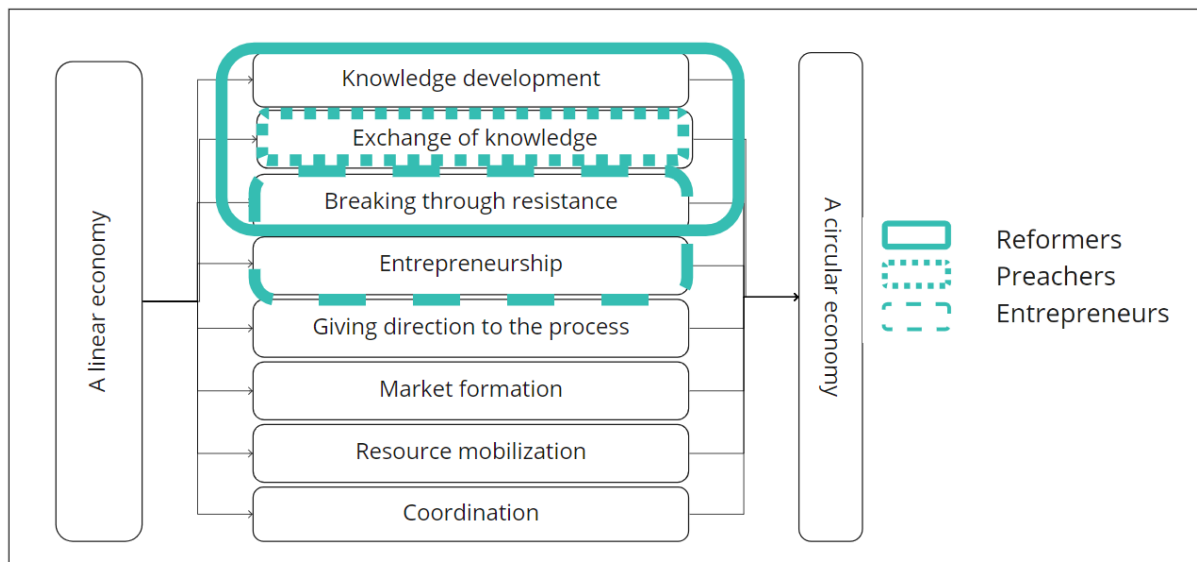 A linear economy
Knowledge development
Exchange of knowledge
Breaking through resistance
Entrepreneurship
Giving direction to the process
Market formation
Resource mobilization
Coordination
A circular economy
Reformers
Preachers
Entrepreneurs